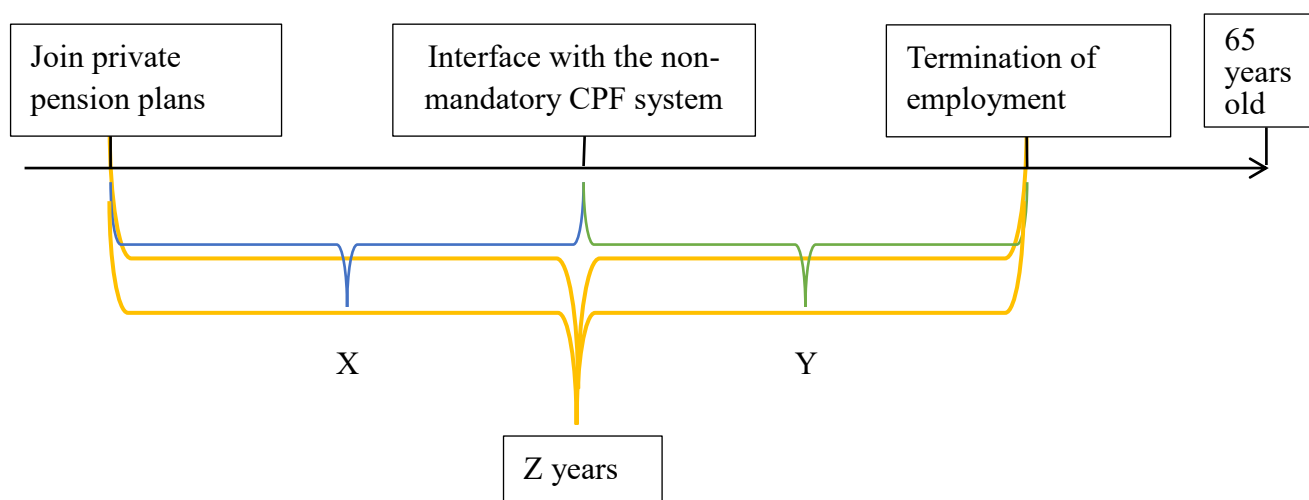 Join private
pension plans
Interface with the non-
mandatory CPF system
Termination of
employment
65
years
old
X
Y
Z years